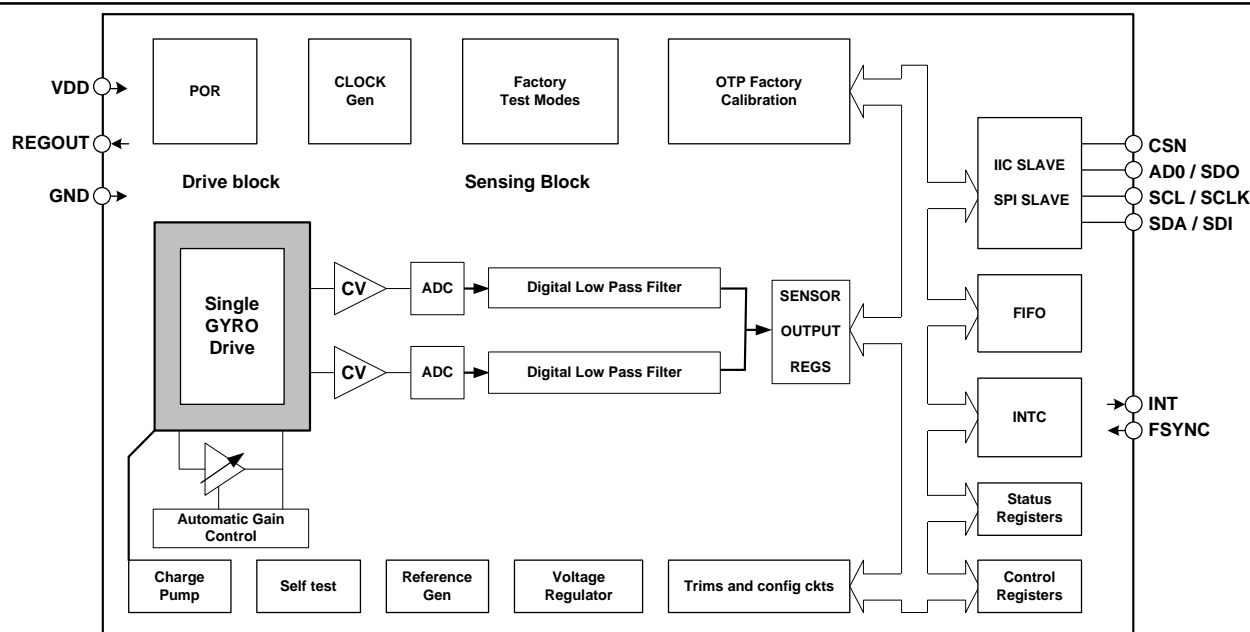 VDD
REGOUT
GND
POR
CLOCK
Gen
Factory
Test Modes
OTP Factory
Calibration
Drive block
Sensing Block
IIC SLAVE
SPI SLAVE
CSN
AD0 / SDO
SCL / SCLK
SDA / SDI
Single
GYRO
Drive
CV
ADC
Digital Low Pass Filter
CV
ADC
Digital Low Pass Filter
SENSOR
OUTPUT
REGS
FIFO
INTC
INT
FSYNC
Automatic Gain
Control
Status
Registers
Charge
Pump
Self test
Reference
Gen
Voltage
Regulator
Trims and config ckts
Control
Registers